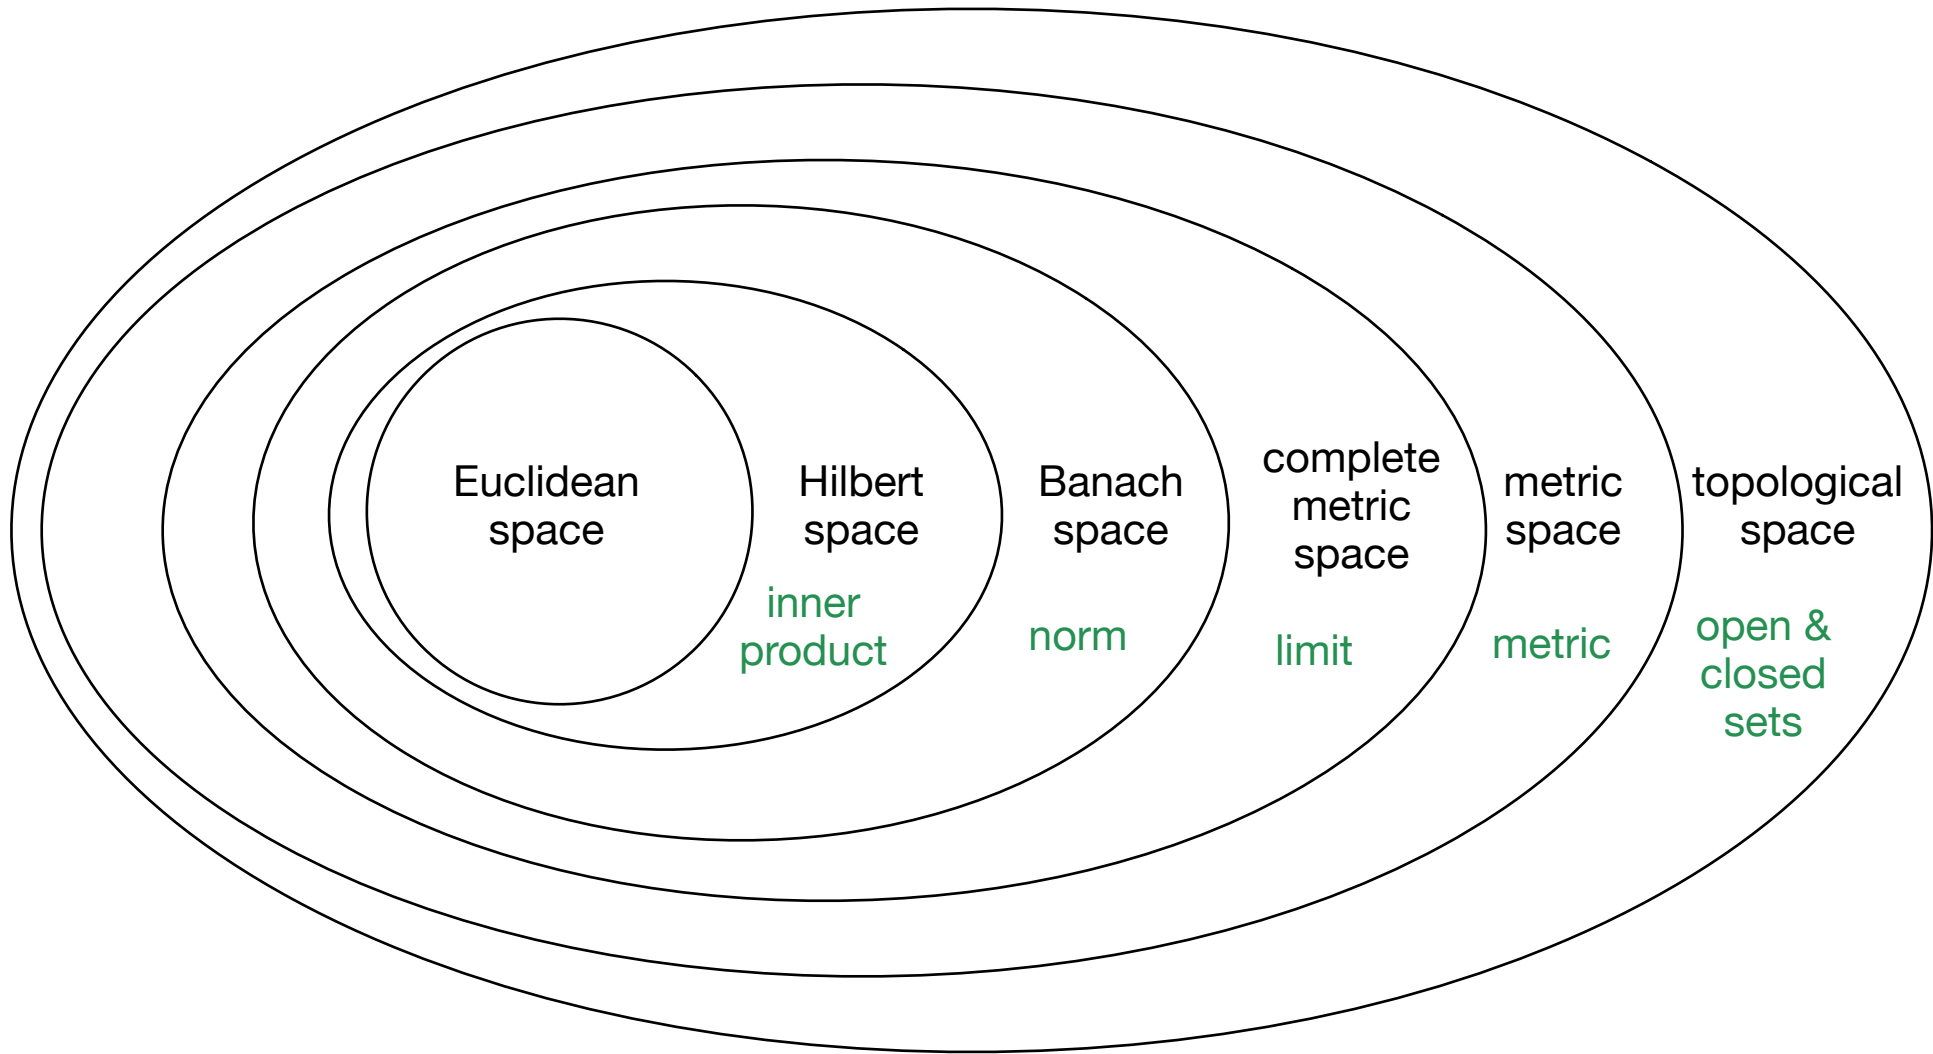 Euclidean
space
Hilbert
space
inner
product
Banach
space
norm
complete
metric
space
limit
metric
space
metric
topological
space
open &
closed
sets